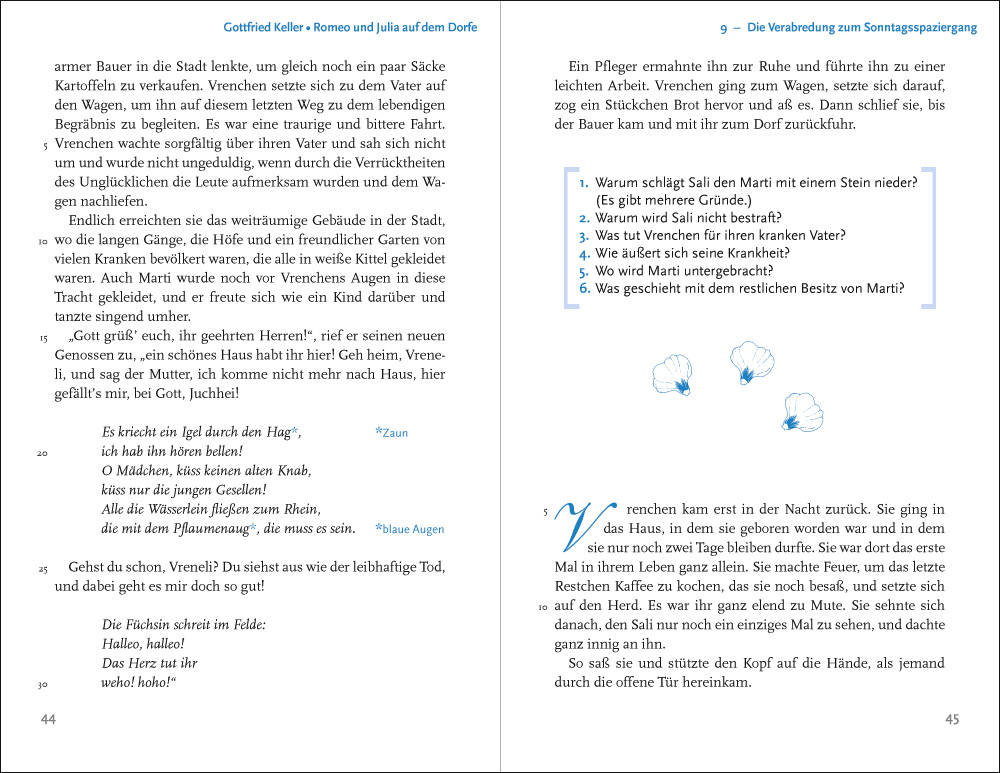 Gottfried Keller • Romeo und Julia auf dem Dorfe
armer Bauer in die Stadt lenkte, um gleich noch ein paar Säcke
Kartoffeln zu verkaufen. Vrenchen setzte sich zu dem Vater auf
den Wagen, um ihn auf diesem letzten Weg zu dem lebendigen
Begräbnis zu begleiten. Es war eine traurige und bittere Fahrt.
5 Vrenchen wachte sorgfältig über ihren Vater und sah sich nicht
um und wurde nicht ungeduldig, wenn durch die Verrücktheiten
des Unglücklichen die Leute aufmerksam wurden und dem Wa-
gen nachliefen.
Endlich erreichten sie das weiträumige Gebäude in der Stadt,
10 wo die langen Gänge, die Höfe und ein freundlicher Garten von
vielen Kranken bevölkert waren, die alle in weiße Kittel gekleidet
waren. Auch Marti wurde noch vor Vrenchens Augen in diese
Tracht gekleidet, und er freute sich wie ein Kind darüber und
tanzte singend umher.
15 „Gott grüß’ euch, ihr geehrten Herren!“, rief er seinen neuen
Genossen zu, „ein schönes Haus habt ihr hier! Geh heim, Vrene-
li, und sag der Mutter, ich komme nicht mehr nach Haus, hier
gefällt’s mir, bei Gott, Juchhei!
Es kriecht ein Igel durch den Hag*, *Zaun
20 ich hab ihn hören bellen!
O Mädchen, küss keinen alten Knab,
küss nur die jungen Gesellen!
Alle die Wässerlein fließen zum Rhein,
die mit dem Pflaumenaug*, die muss es sein. *blaue Augen
25 Gehst du schon, Vreneli? Du siehst aus wie der leibhaftige Tod,
und dabei geht es mir doch so gut!
Die Füchsin schreit im Felde:
Halleo, halleo!
Das Herz tut ihr
30 weho! hoho!“
44
9 – Die Verabredung zum Sonntagsspaziergang
Ein Pfleger ermahnte ihn zur Ruhe und führte ihn zu einer
leichten Arbeit. Vrenchen ging zum Wagen, setzte sich darauf,
zog ein Stückchen Brot hervor und aß es. Dann schlief sie, bis
der Bauer kam und mit ihr zum Dorf zurückfuhr.
1. Warum schlägt Sali den Marti mit einem Stein nieder?
(Es gibt mehrere Gründe.)
2. Warum wird Sali nicht bestraft?
3. Was tut Vrenchen für ihren kranken Vater?
4. Wie äußert sich seine Krankheit?
5. Wo wird Marti untergebracht?
6. Was geschieht mit dem restlichen Besitz von Marti?
5 Vrenchen kam erst in der Nacht zurück. Sie ging in
das Haus, in dem sie geboren worden war und in dem
sie nur noch zwei Tage bleiben durfte. Sie war dort das erste
Mal in ihrem Leben ganz allein. Sie machte Feuer, um das letzte
Restchen Kaffee zu kochen, das sie noch besaß, und setzte sich
10 auf den Herd. Es war ihr ganz elend zu Mute. Sie sehnte sich
danach, den Sali nur noch ein einziges Mal zu sehen, und dachte
ganz innig an ihn.
So saß sie und stützte den Kopf auf die Hände, als jemand
durch die offene Tür hereinkam.
45